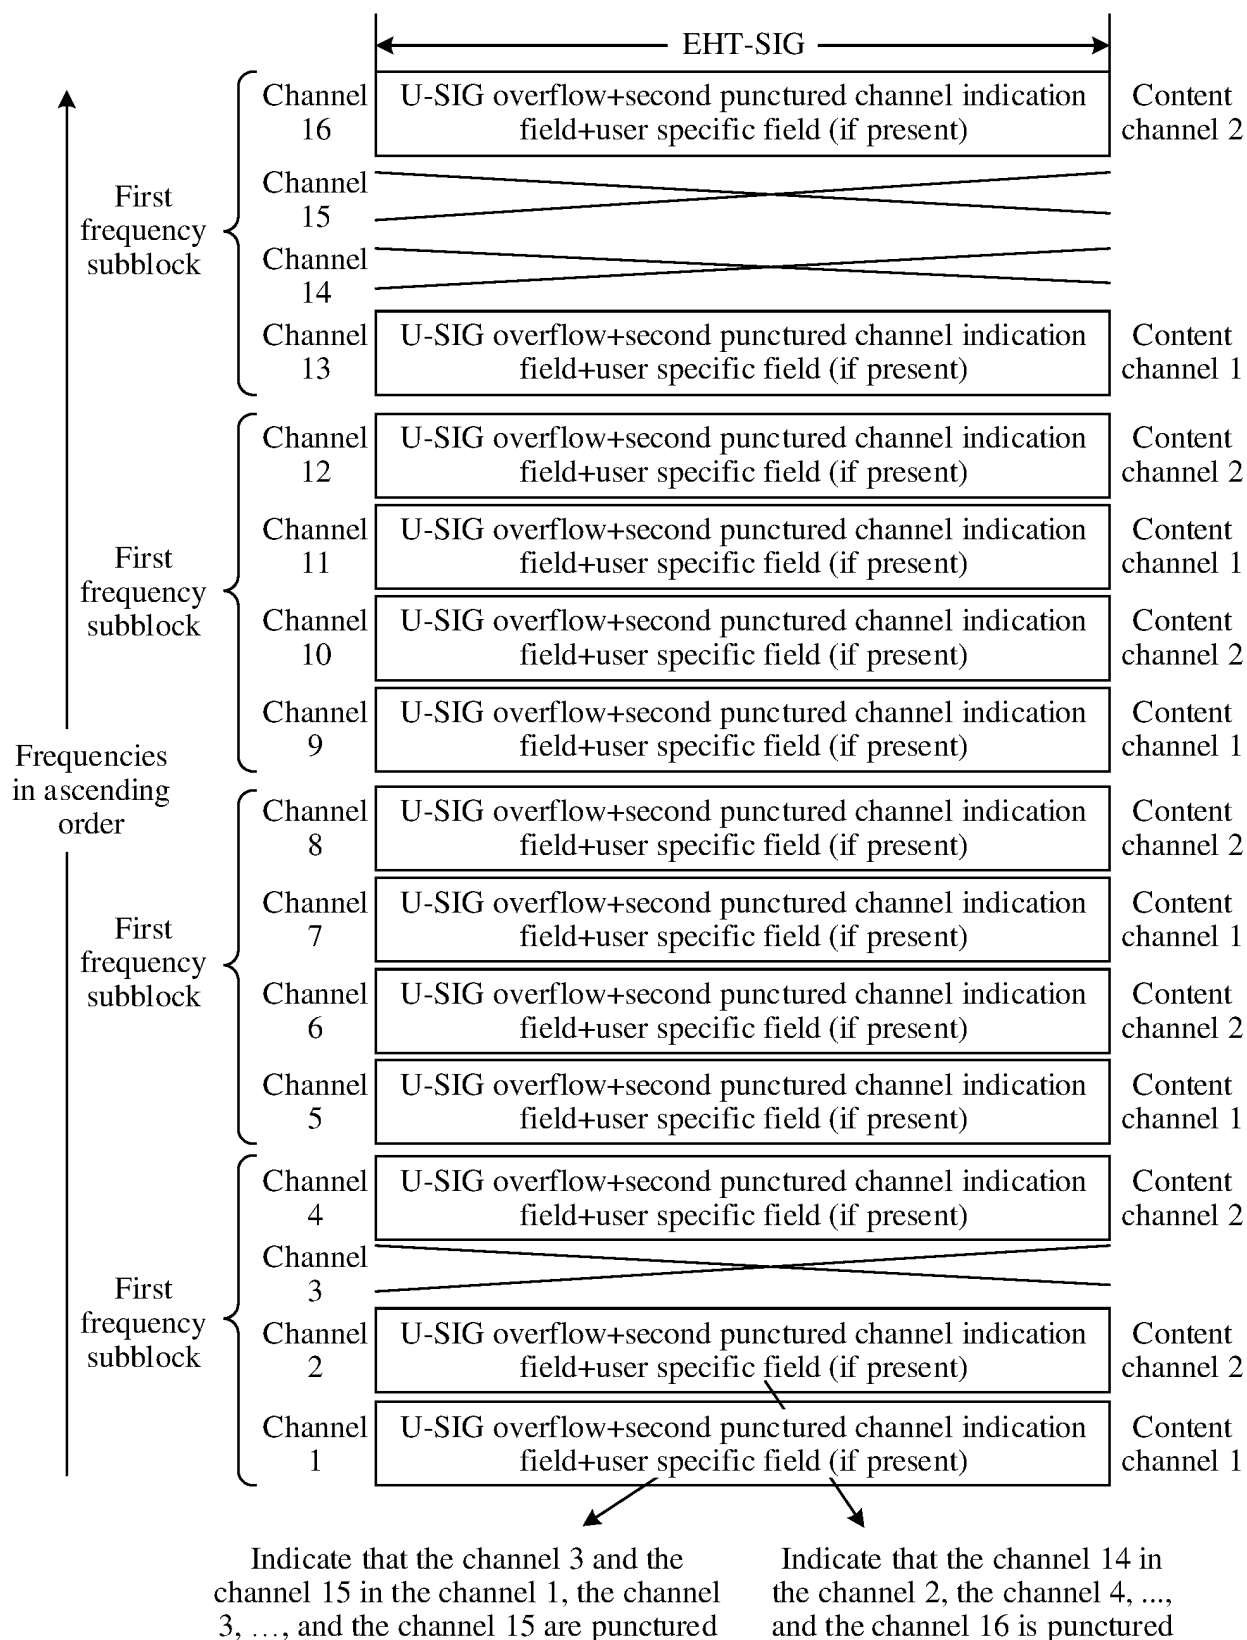 EHT-SIG
First
frequency
subblock
Channel
16
U-SIG overflow+second punctured channel indication
field+user specific field (if present)
Content
channel 2
Channel
15
Channel
14
Channel
13
U-SIG overflow+second punctured channel indication
field+user specific field (if present)
Content
channel 1
First
frequency
subblock
Channel
12
U-SIG overflow+second punctured channel indication
field+user specific field (if present)
Content
channel 2
Channel
11
U-SIG overflow+second punctured channel indication
field+user specific field (if present)
Content
channel 1
Channel
10
U-SIG overflow+second punctured channel indication
field+user specific field (if present)
Content
channel 2
Channel
9
U-SIG overflow+second punctured channel indication
field+user specific field (if present)
Content
channel 1
Frequencies
in ascending
order
First
frequency
subblock
Channel
8
U-SIG overflow+second punctured channel indication
field+user specific field (if present)
Content
channel 2
Channel
7
U-SIG overflow+second punctured channel indication
field+user specific field (if present)
Content
channel 1
Channel
6
U-SIG overflow+second punctured channel indication
field+user specific field (if present)
Content
channel 2
Channel
5
U-SIG overflow+second punctured channel indication
field+user specific field (if present)
Content
channel 1
First
frequency
subblock
Channel
4
U-SIG overflow+second punctured channel indication
field+user specific field (if present)
Content
channel 2
Channel
3
Channel
2
U-SIG overflow+second punctured channel indication
field+user specific field (if present)
Content
channel 2
Channel
1
U-SIG overflow+second punctured channel indication
field+user specific field (if present)
Content
channel 1
Indicate that the channel 3 and the
channel 15 in the channel 1, the channel
3, …, and the channel 15 are punctured
Indicate that the channel 14 in
the channel 2, the channel 4, ...,
and the channel 16 is punctured